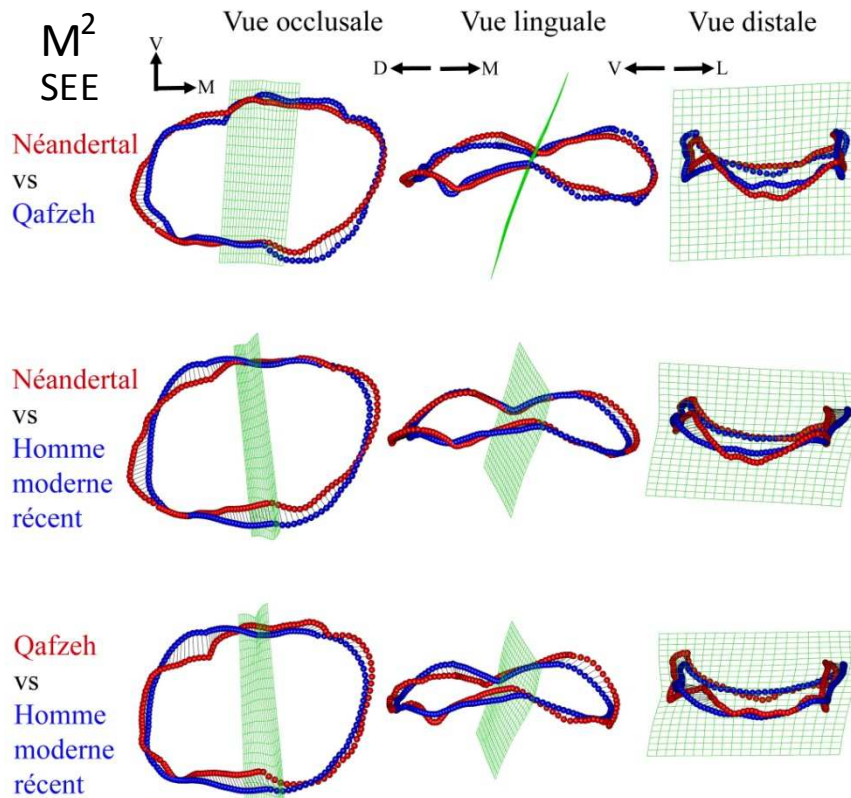 M²
SEE
Vue occlusale
Vue linguale
Vue distale
V
M
D
M
V
L
Néandertal
vs
Qafzeh
Néandertal
vs
Homme
moderne
récent
Qafzeh
vs
Homme
moderne
récent